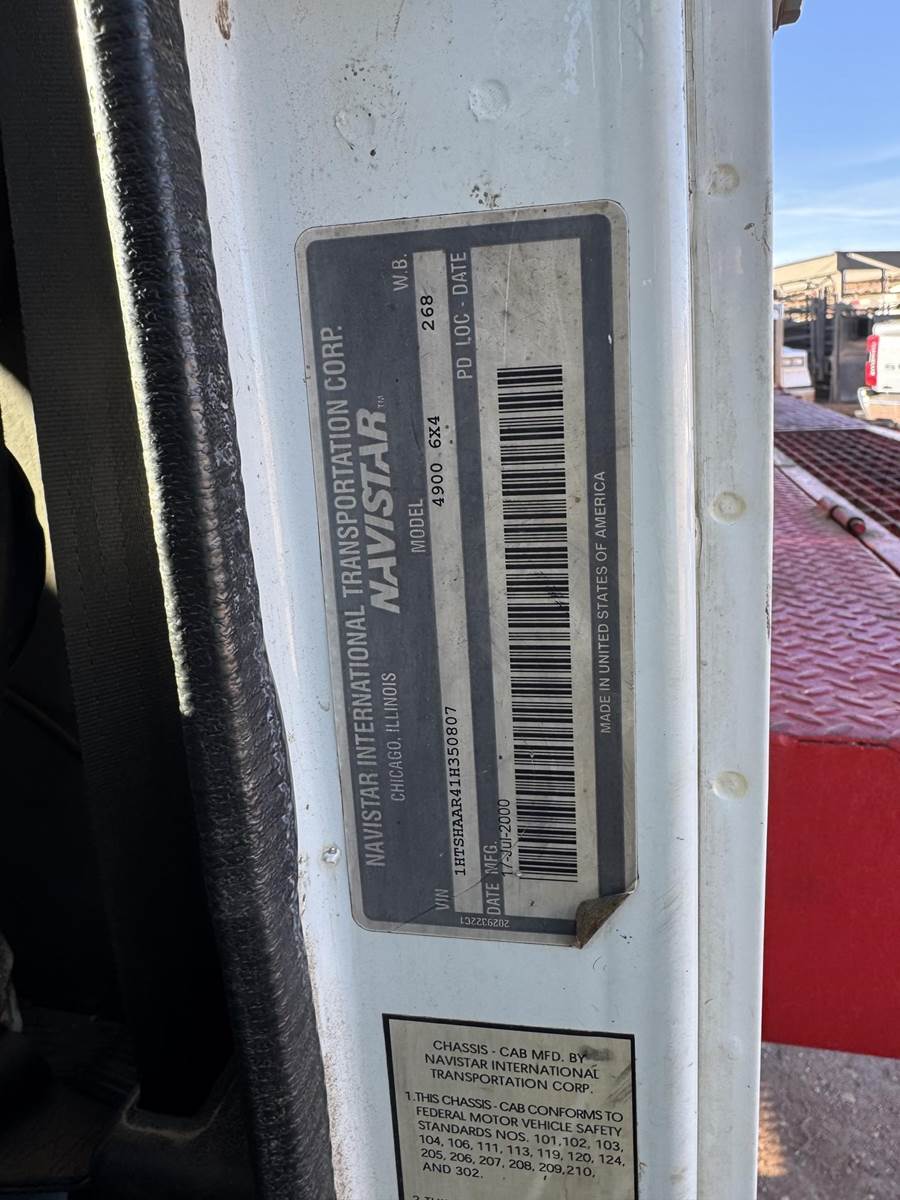 NAVISTAR INTERNATIONAL TRANSPORTATION CORP.
CHICAGO, ILLINOIS NAVISTAR™
VIN MODEL W.B.
1HTSHAAR41H350807 4900 6X4 268
DATE MFG. PD LOC - DATE
17-Jul-2000
MADE IN UNITED STATES OF AMERICA
2029322C1
CHASSIS - CAB MFD. BY
NAVISTAR INTERNATIONAL
TRANSPORTATION CORP.
1.THIS CHASSIS - CAB CONFORMS TO
FEDERAL MOTOR VEHICLE SAFETY
STANDARDS NOS. 101,102, 103,
104, 106, 111, 113, 119, 120, 124,
205, 206, 207, 208, 209,210,
AND 302.